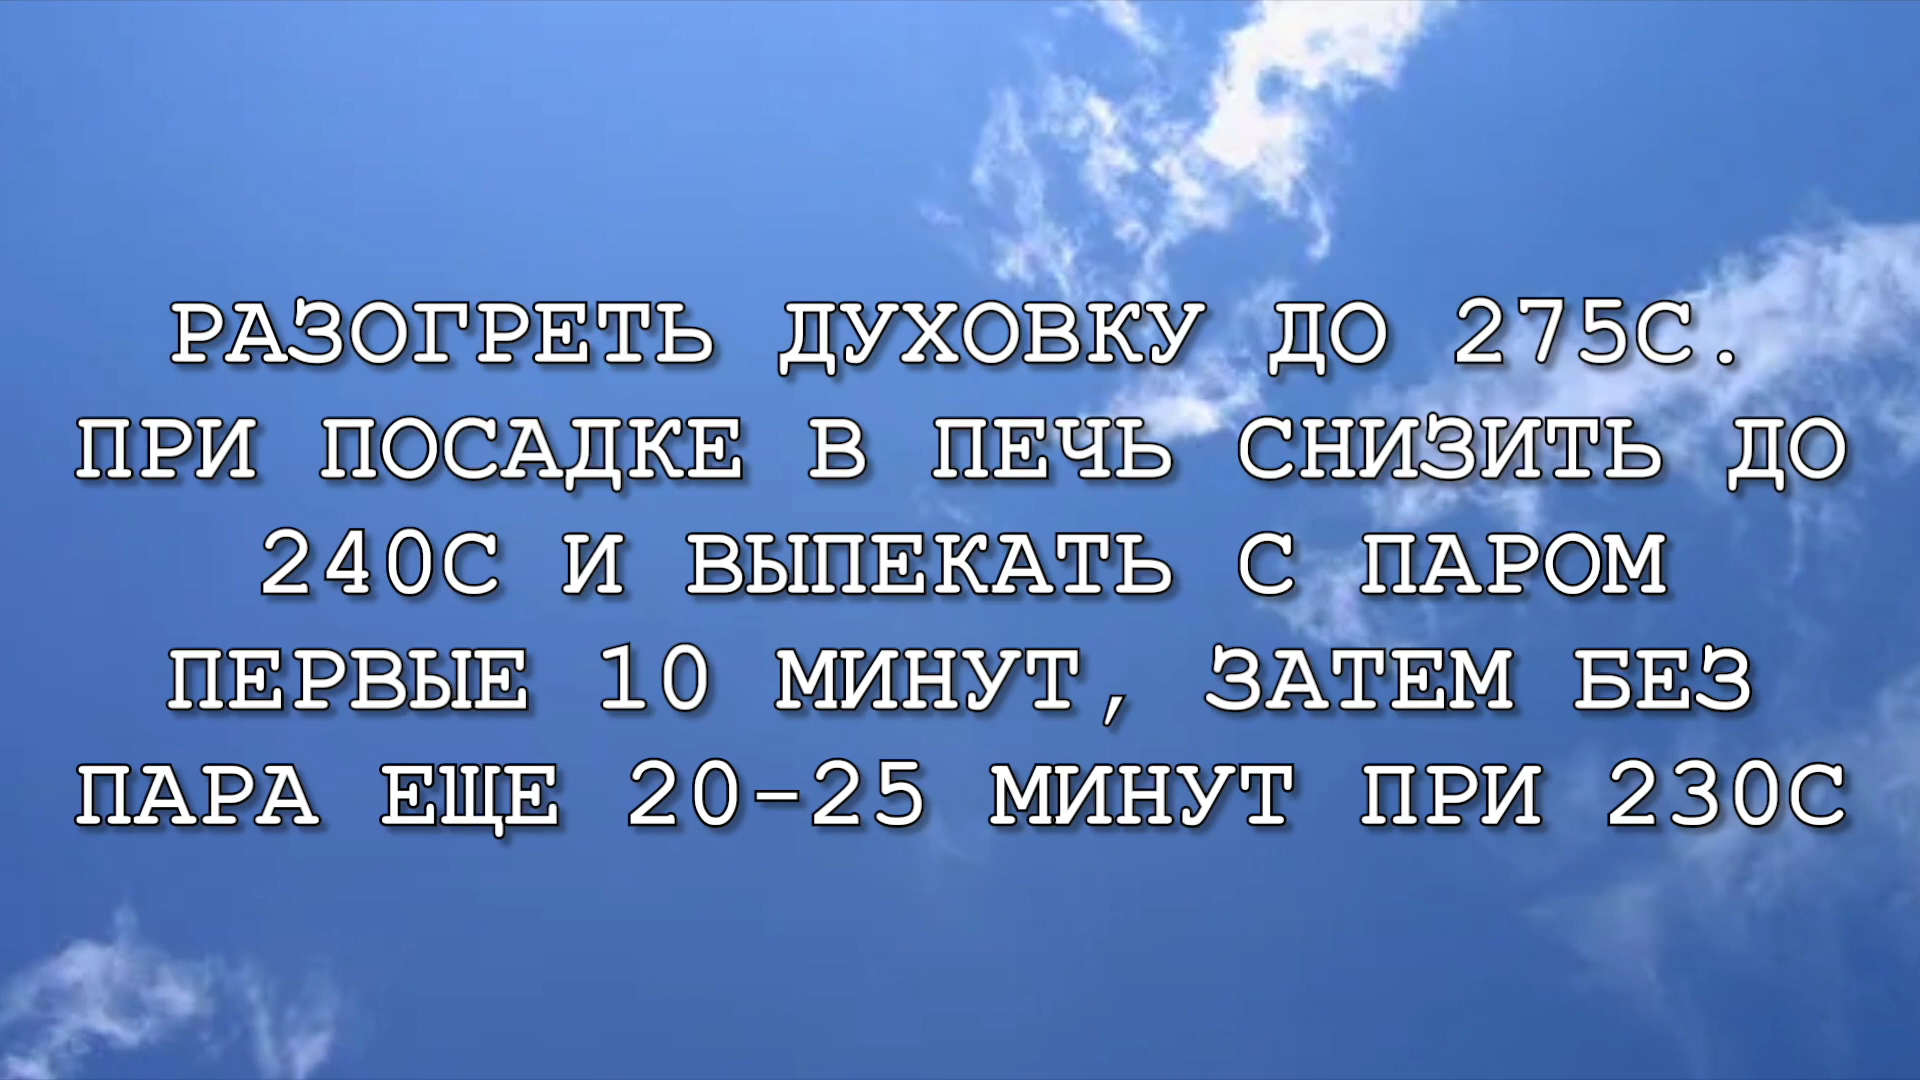 РАЗОГРЕТЬ ДУХОВКУ ДО 275С.
ПРИ ПОСАДКЕ В ПЕЧЬ СНИЗИТЬ ДО
240С И ВЫПЕКАТЬ С ПАРОМ
ПЕРВЫЕ 10 МИНУТ, ЗАТЕМ БЕЗ
ПАРА ЕЩЕ 20-25 МИНУТ ПРИ 230С